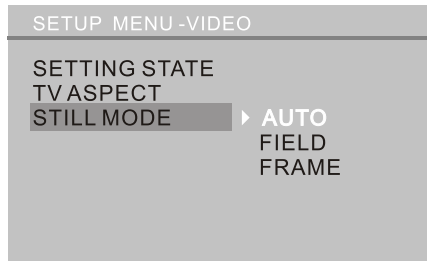 SETUP MENU -VIDEO
SETTING STATE
TV ASPECT
STILL MODE AUTO
FIELD
FRAME